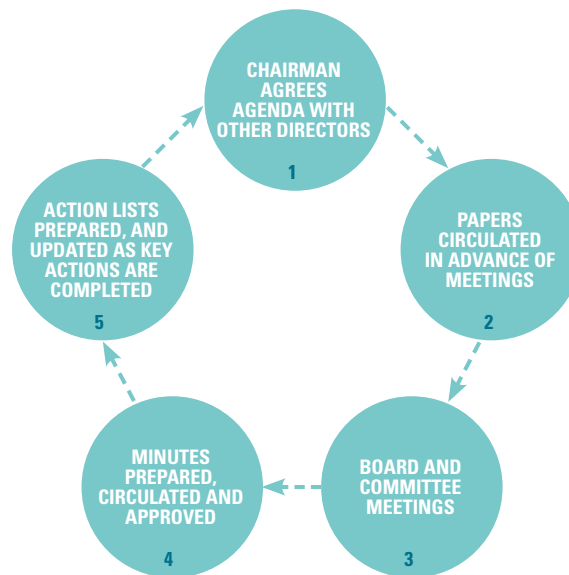 CHAIRMAN
AGREES
AGENDA WITH
OTHER DIRECTORS
1
PAPERS
CIRCULATED
IN ADVANCE OF
MEETINGS
2
BOARD AND
COMMITTEE
MEETINGS
3
MINUTES
PREPARED,
CIRCULATED AND
APPROVED
4
ACTION LISTS
PREPARED, AND
UPDATED AS KEY
ACTIONS ARE
COMPLETED
5